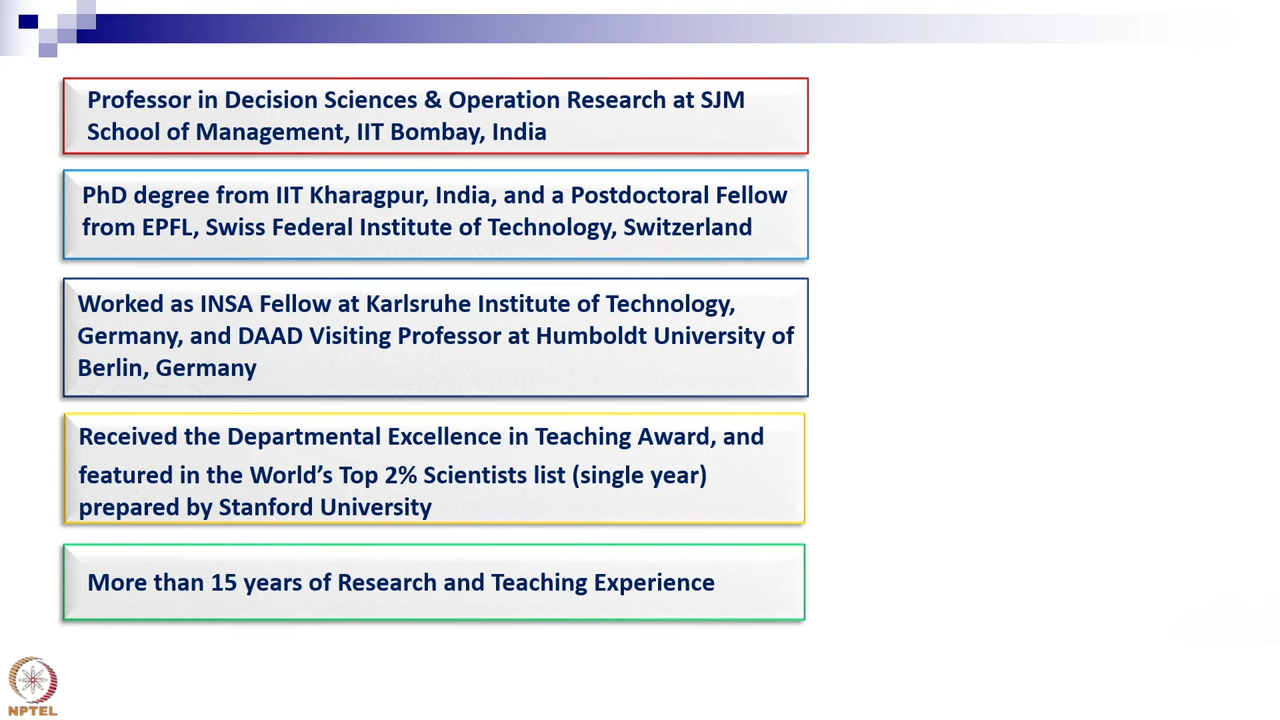 Professor in Decision Sciences & Operation Research at SJM
School of Management, IIT Bombay, India
PhD degree from IIT Kharagpur, India, and a Postdoctoral Fellow
from EPFL, Swiss Federal Institute of Technology, Switzerland
Worked as INSA Fellow at Karlsruhe Institute of Technology,
Germany, and DAAD Visiting Professor at Humboldt University of
Berlin, Germany
Received the Departmental Excellence in Teaching Award, and
featured in the World’s Top 2% Scientists list (single year)
prepared by Stanford University
More than 15 years of Research and Teaching Experience
NPTEL